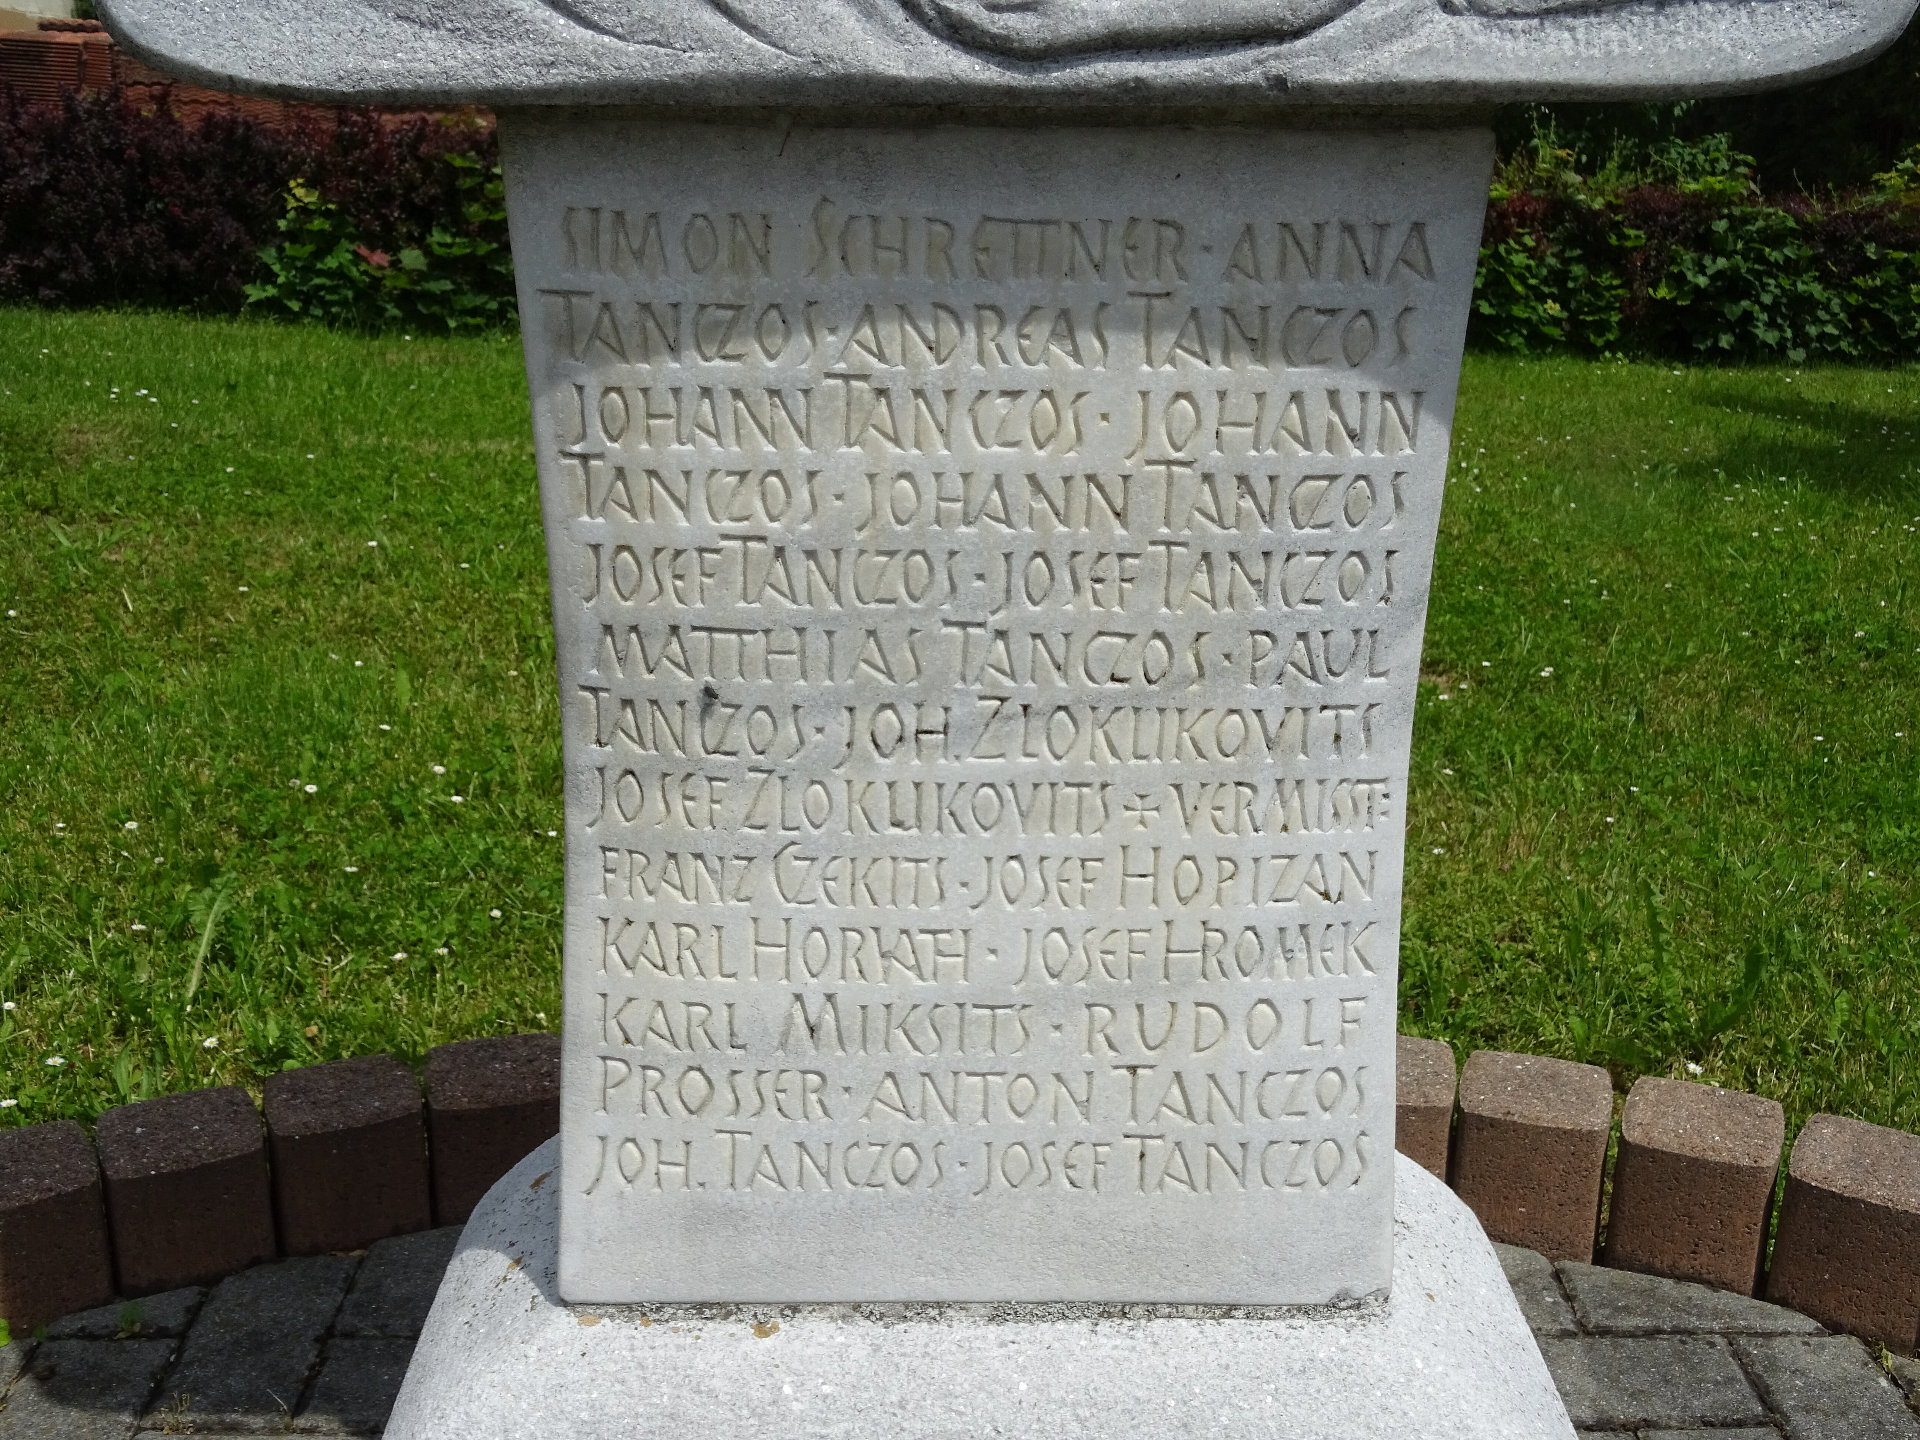 SIMON SCHRETTNER · ANNA
TANCZOS · ANDREAS TANCZOS
JOHANN TANCZOS · JOHANN
TANCZOS · JOHANN TANCZOS
JOSEF TANCZOS · JOSEF TANCZOS
MATTHIAS TANCZOS · PAUL
TANCZOS · JOH. ZLOKLIKOVITS
JOSEF ZLOKLIKOVITS + VERMISST:
FRANZ CZEKITS · JOSEF HOPIZAN
KARL HORVATH · JOSEF HROMEK
KARL MIKSITS · RUDOLF
PROSSER · ANTON TANCZOS
JOH. TANCZOS · JOSEF TANCZOS